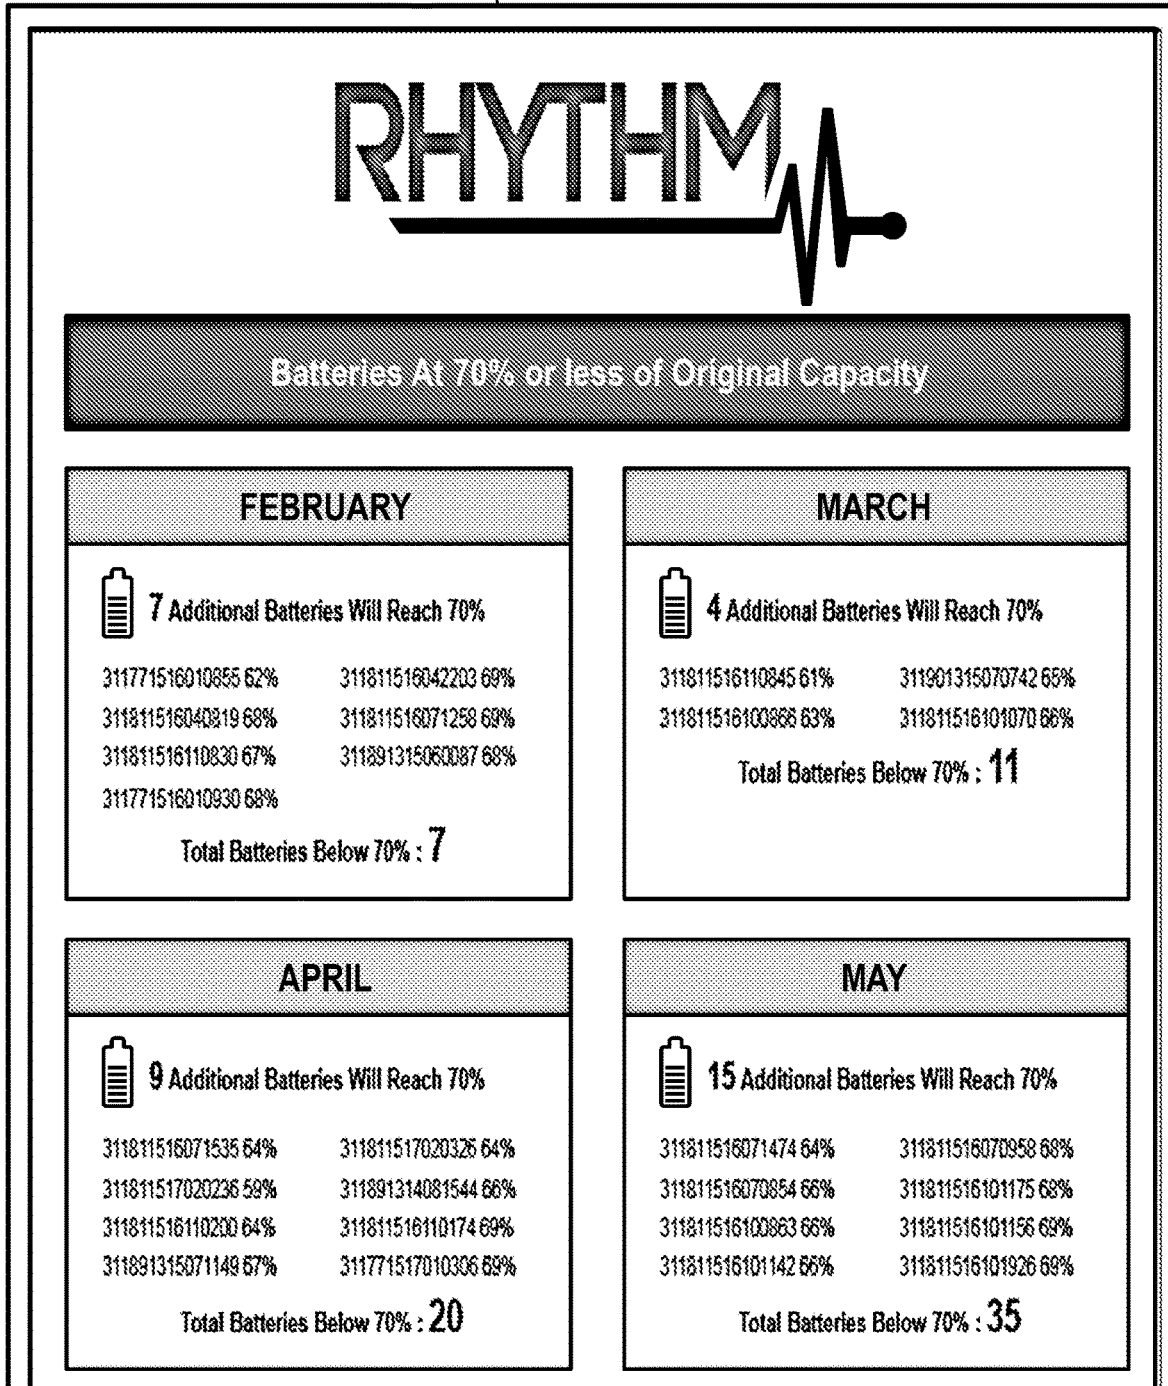 RHYTHM
Batteries At 70% or less of Original Capacity
FEBRUARY
7 Additional Batteries Will Reach 70%
311771516010855 62% 311811516042203 69%
311811516040819 68% 311811516071258 69%
311811516110830 67% 311891315060087 68%
311771516010930 68%
Total Batteries Below 70% : 7
MARCH
4 Additional Batteries Will Reach 70%
311811516110845 61% 311901315070742 65%
311811516100866 63% 311811516101070 66%
Total Batteries Below 70% : 11
APRIL
9 Additional Batteries Will Reach 70%
311811516071535 64% 311811517020326 64%
311811517020236 59% 311891314081544 66%
311811516110200 64% 311811516110174 69%
311891315071149 67% 311771517010306 69%
Total Batteries Below 70% : 20
MAY
15 Additional Batteries Will Reach 70%
311811516071474 64% 311811516070958 68%
311811516070854 66% 311811516101175 68%
311811516100863 66% 311811516101156 69%
311811516101142 66% 311811516101926 69%
Total Batteries Below 70% : 35